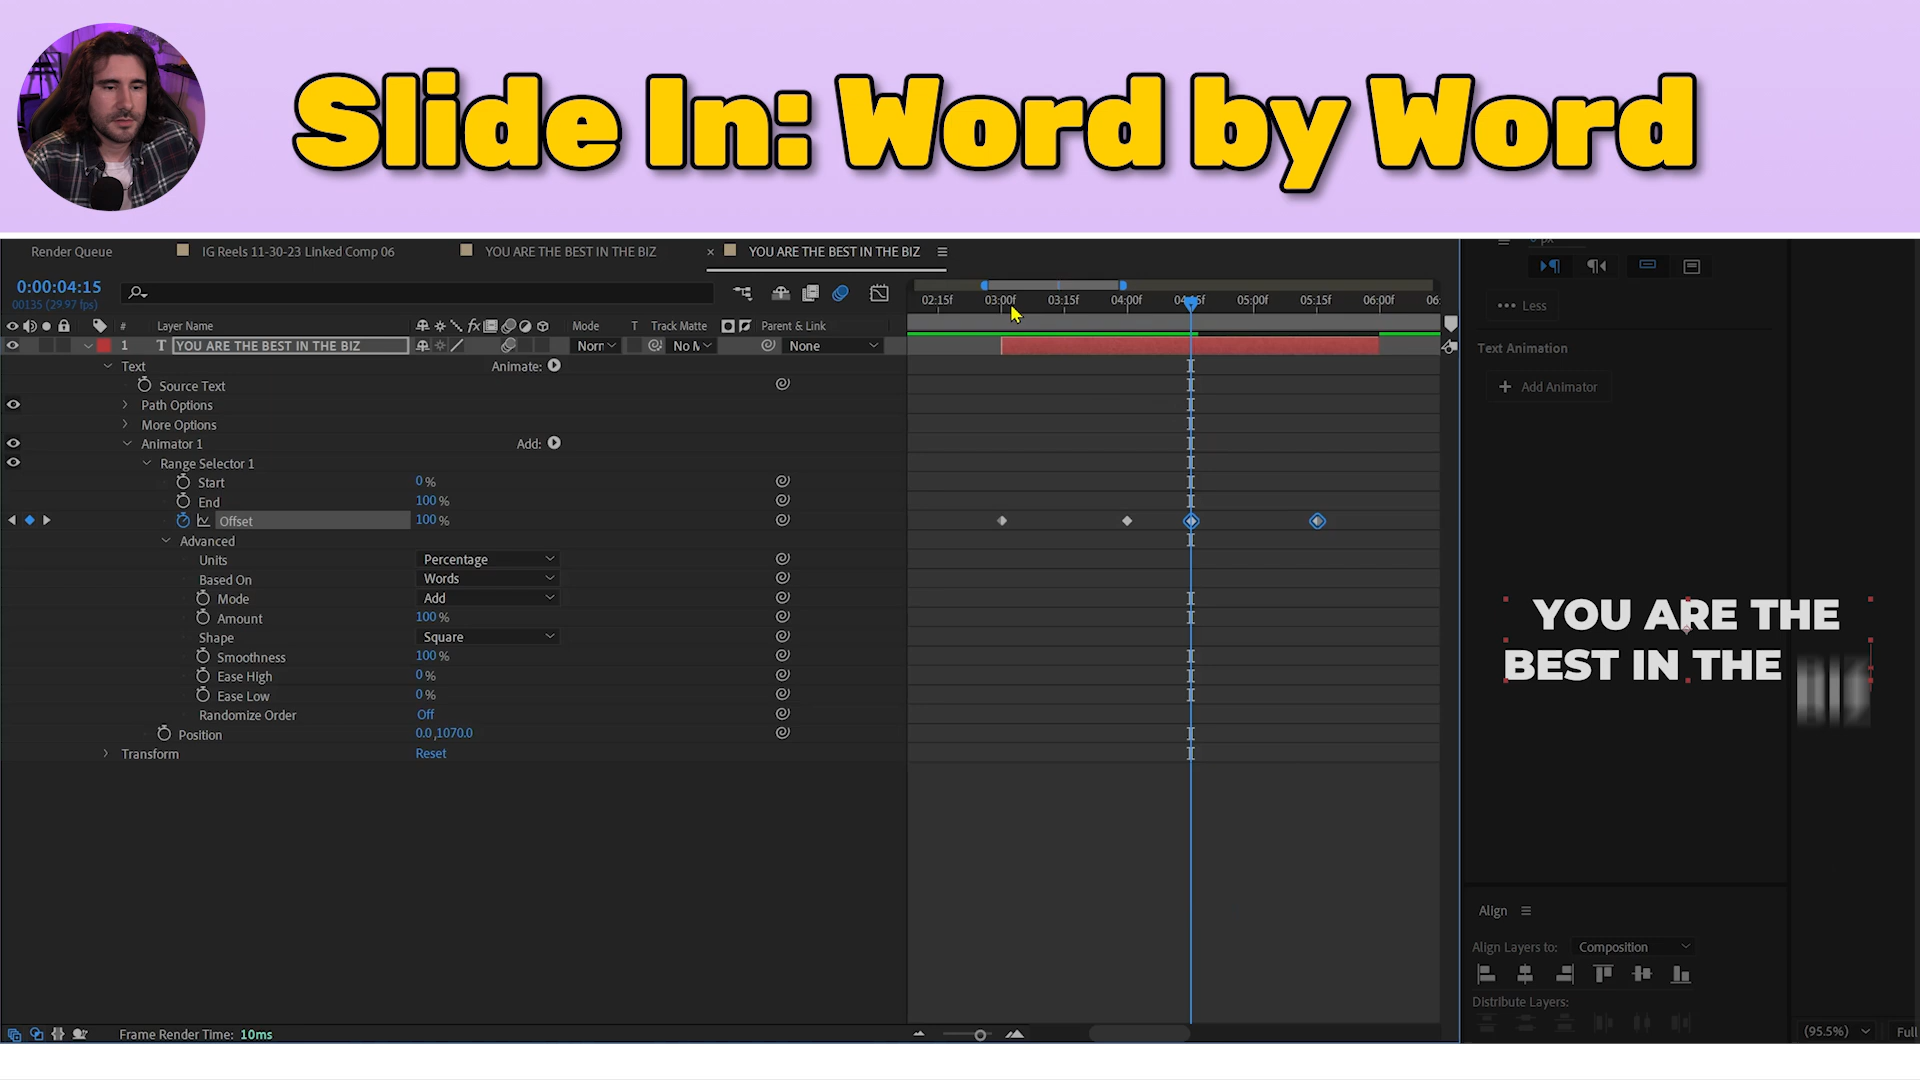 Slide In: Word by Word
Render Queue
IG Reels 11-30-23 Linked Comp 06
YOU ARE THE BEST IN THE BIZ
× YOU ARE THE BEST IN THE BIZ
0:00:04:15
00135 (29.97 fps)
# Layer Name
Mode T Track Matte
Parent & Link
02:15f 03:00f 03:15f 04:00f 05:00f 05:15f 06:00f 06:
1 T YOU ARE THE BEST IN THE BIZ
Norn
No M
None
Text
Animate:
Source Text
Path Options
More Options
Animator 1
Add:
Range Selector 1
Start 0 %
End 100 %
Offset 100 %
Advanced
Units Percentage
Based On Words
Mode Add
Amount 100 %
Shape Square
Smoothness 100 %
Ease High 0 %
Ease Low 0 %
Randomize Order Off
Position 0.0 ,1070.0
Transform Reset
Frame Render Time: 10ms
Less
Text Animation
+ Add Animator
YOU ARE THE
BEST IN THE
Align
Align Layers to: Composition
Distribute Layers:
(95.5%)
Full